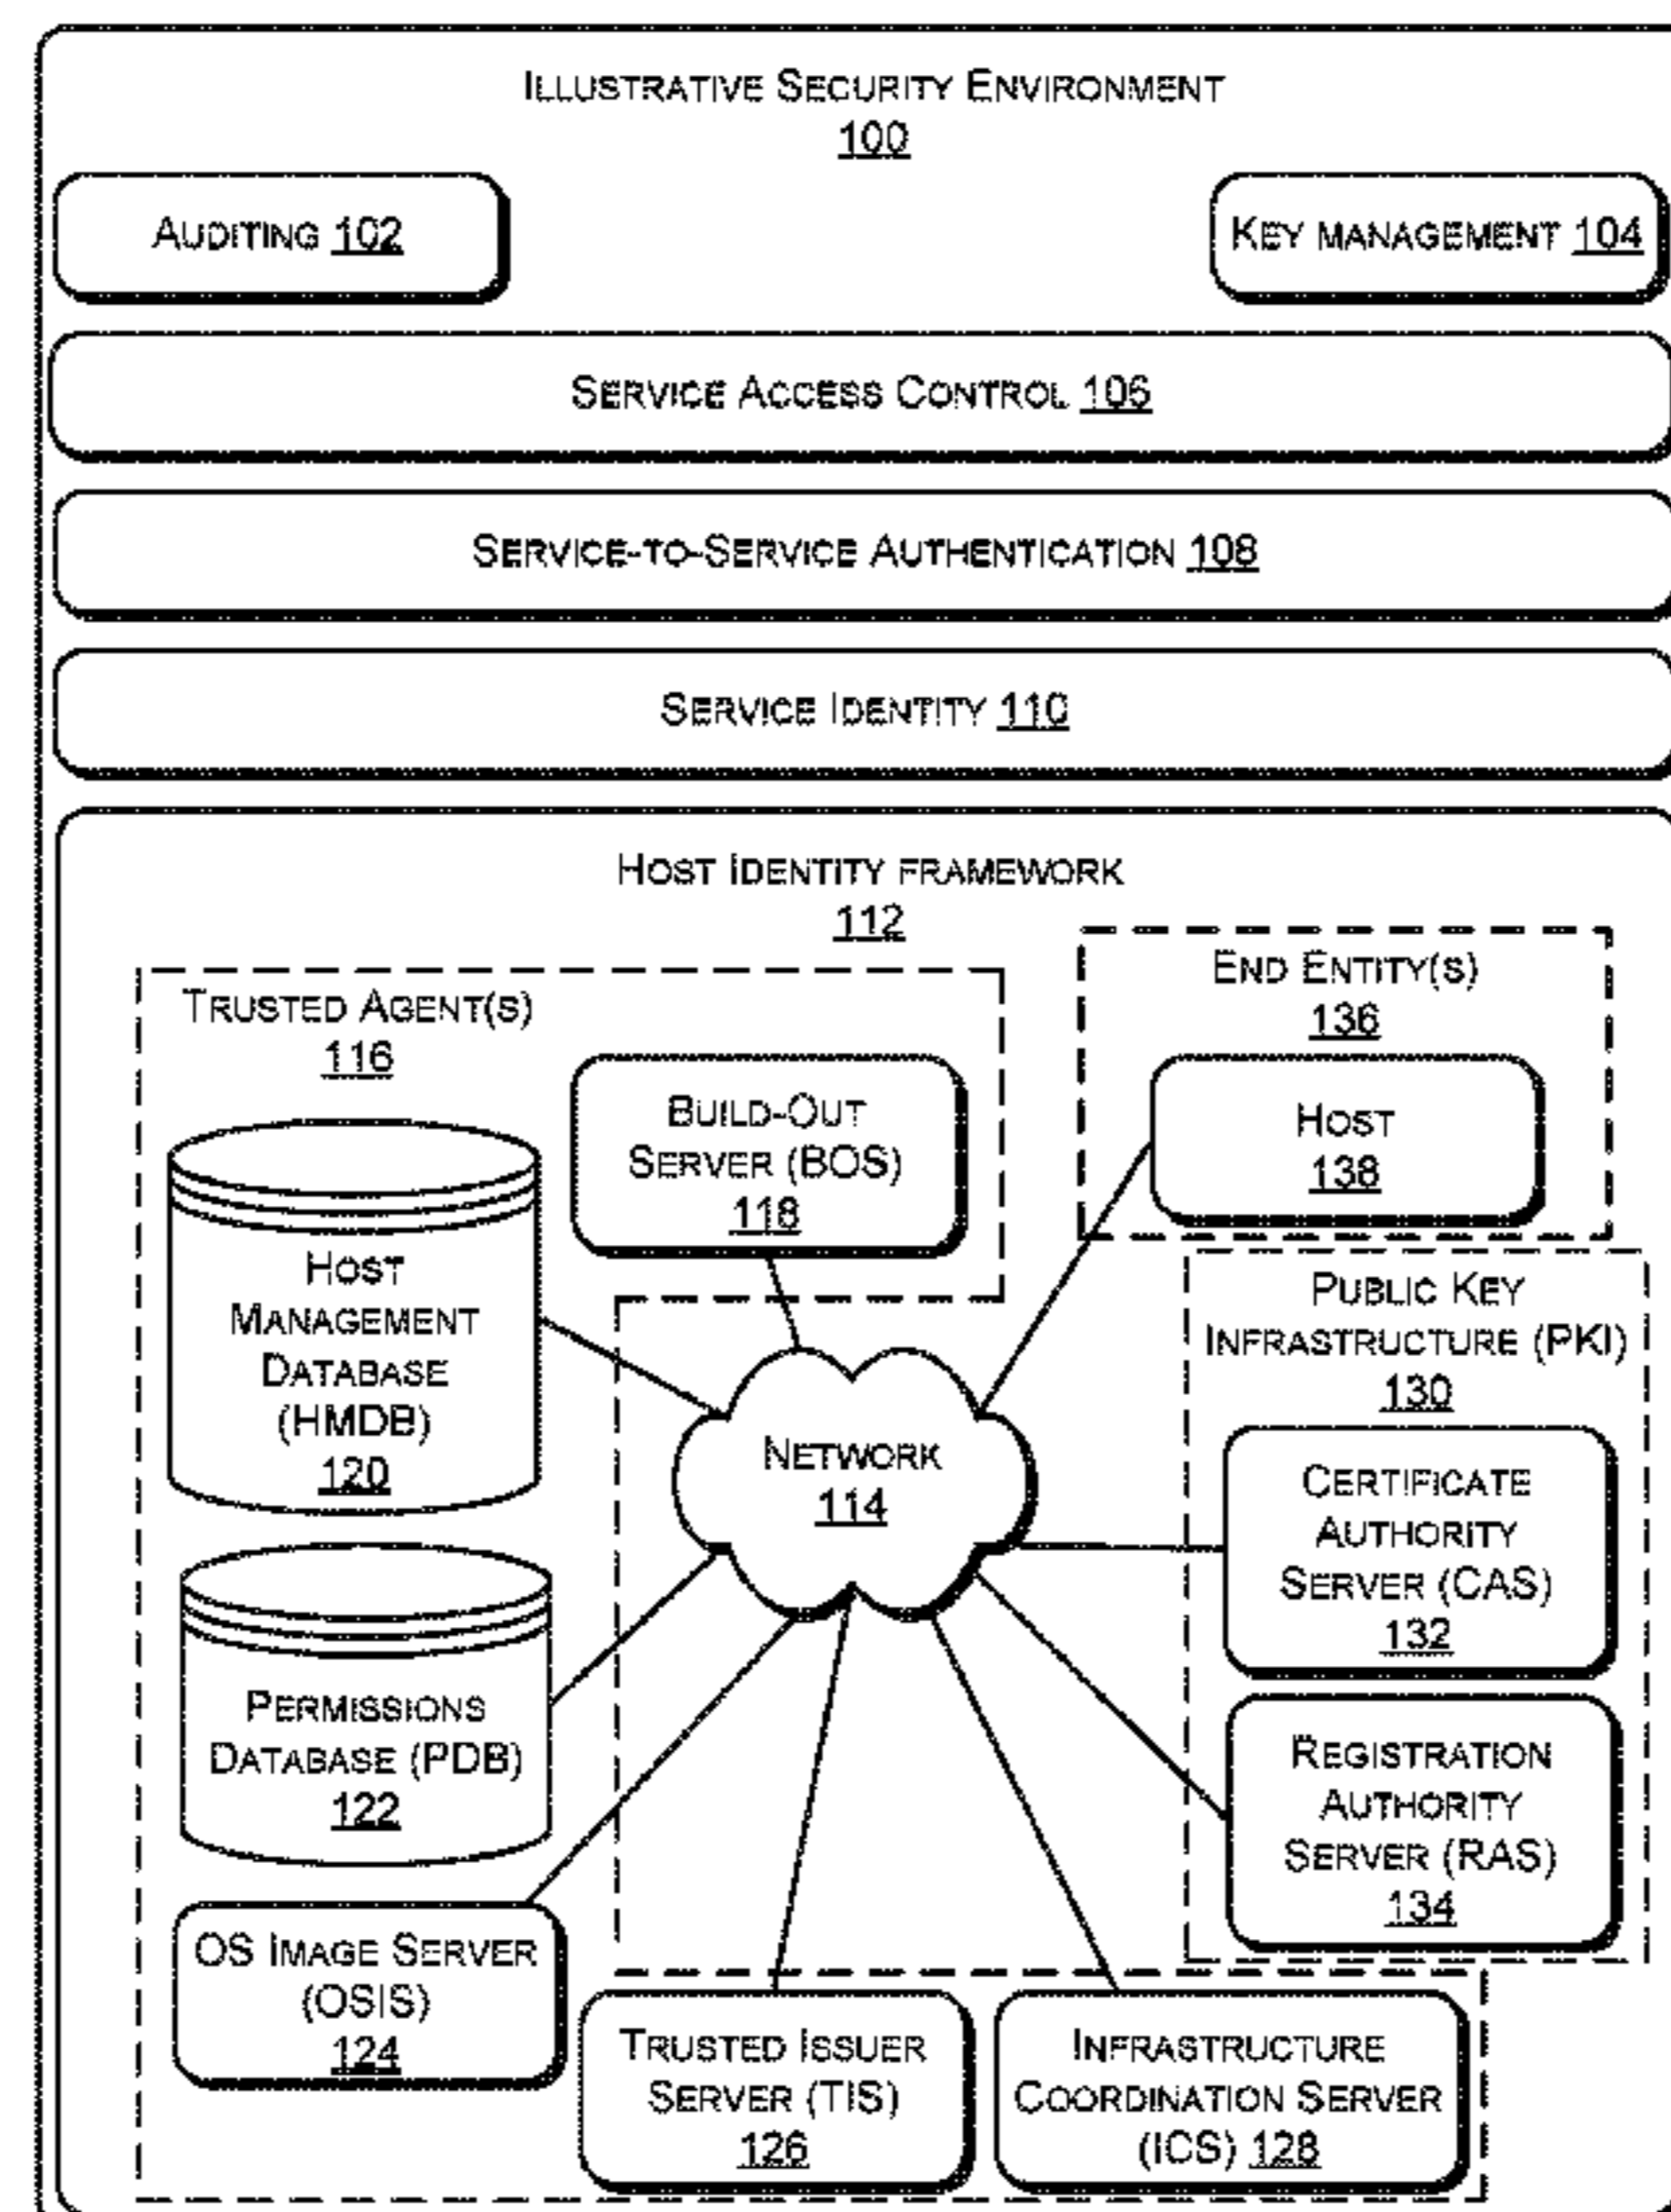 ILLUSTRATIVE SECURITY ENVIRONMENT
100
AUDITING 102
KEY MANAGEMENT 104
SERVICE ACCESS CONTROL 106
SERVICE-TO-SERVICE AUTHENTICATION 108
SERVICE IDENTITY 110
HOST IDENTITY FRAMEWORK
112
TRUSTED AGENT(S)
116
BUILD-OUT
SERVER (BOS)
118
END ENTITY(S)
136
HOST
138
HOST
MANAGEMENT
DATABASE
(HMDB)
120
PUBLIC KEY
INFRASTRUCTURE (PKI)
130
NETWORK
114
CERTIFICATE
AUTHORITY
SERVER (CAS)
132
PERMISSIONS
DATABASE (PDB)
122
REGISTRATION
AUTHORITY
SERVER (RAS)
134
OS IMAGE SERVER
(OSIS)
124
TRUSTED ISSUER
SERVER (TIS)
126
INFRASTRUCTURE
COORDINATION SERVER
(ICS) 128